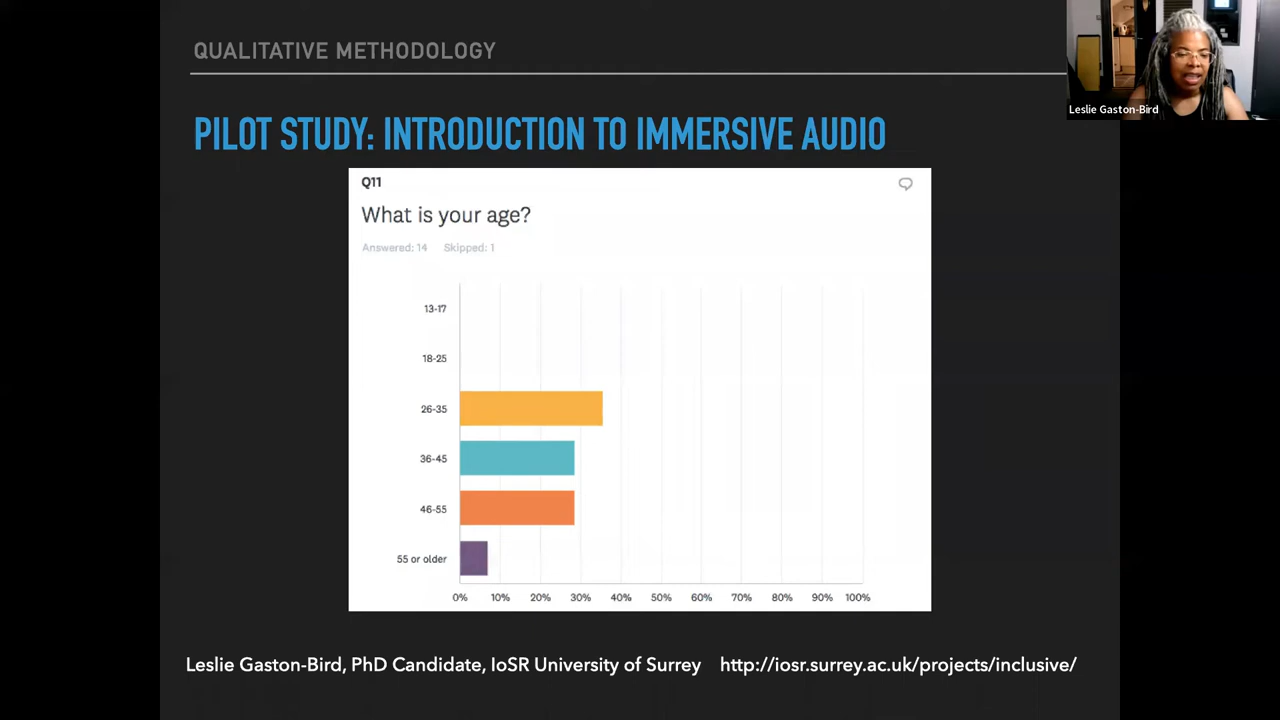 QUALITATIVE METHODOLOGY
Leslie Gaston-Bird
PILOT STUDY: INTRODUCTION TO IMMERSIVE AUDIO
Q11
What is your age?
Answered: 14 Skipped: 1
13-17
18-25
26-35
36-45
46-55
55 or older
0% 10% 20% 30% 40% 50% 60% 70% 80% 90% 100%
Leslie Gaston-Bird, PhD Candidate, IoSR University of Surrey http://iosr.surrey.ac.uk/projects/inclusive/